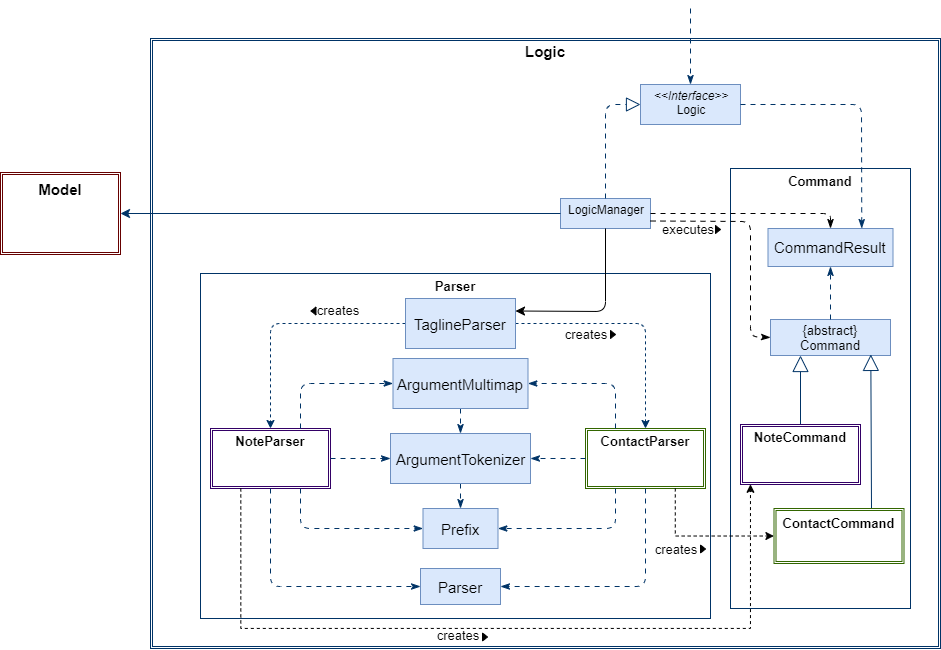 Logic
<<Interface>>
Logic
Model
Command
LogicManager
executes
CommandResult
Parser
creates
TaglineParser
creates
{abstract}
Command
ArgumentMultimap
NoteParser
ContactParser
NoteCommand
ArgumentTokenizer
Prefix
ContactCommand
creates
Parser
creates